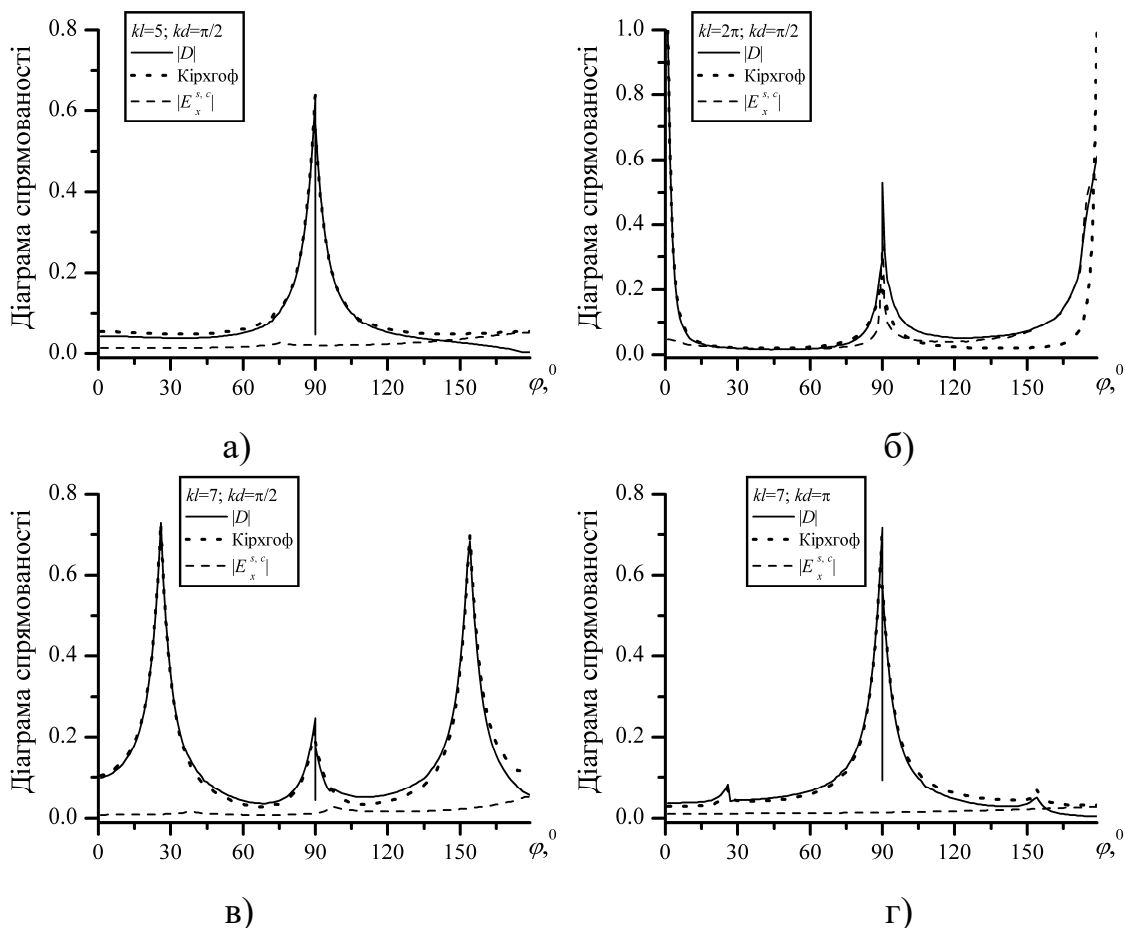 Діаграма спрямованості
0.8
0.6
0.4
0.2
0.0
kl=5; kd=π/2
|D|
Кірхгоф
|E_x^{s, c}|
0 30 60 90 120 150 φ, 0
а)
Діаграма спрямованості
1.0
0.8
0.6
0.4
0.2
0.0
kl=2π; kd=π/2
|D|
Кірхгоф
|E_x^{s, c}|
0 30 60 90 120 150 φ, 0
б)
Діаграма спрямованості
0.8
0.6
0.4
0.2
0.0
kl=7; kd=π/2
|D|
Кірхгоф
|E_x^{s, c}|
0 30 60 90 120 150 φ, 0
в)
Діаграма спрямованості
0.8
0.6
0.4
0.2
0.0
kl=7; kd=π
|D|
Кірхгоф
|E_x^{s, c}|
0 30 60 90 120 150 φ, 0
г)